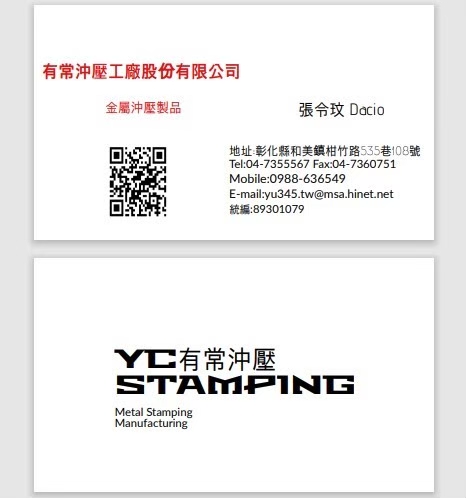 有常沖壓工廠股份有限公司
金屬沖壓製品
張令玟 Dacio
地址:彰化縣和美鎮柑竹路535巷108號
Tel:04-7355567 Fax:04-7360751
Mobile:0988-636549
E-mail:yu345.tw@msa.hinet.net
統編:89301079
YC有常沖壓
STAMPING
Metal Stamping
Manufacturing